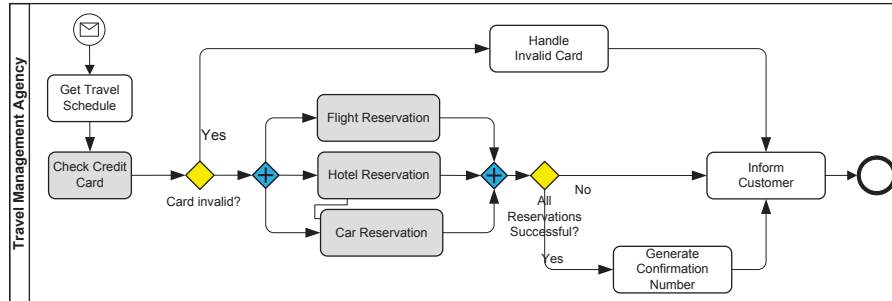 Travel Management Agency
Get Travel
Schedule
Check Credit
Card
Yes
Card invalid?
Handle
Invalid Card
Flight Reservation
Hotel Reservation
Car Reservation
All
Reservations
Successful?
No
Yes
Generate
Confirmation
Number
Inform
Customer